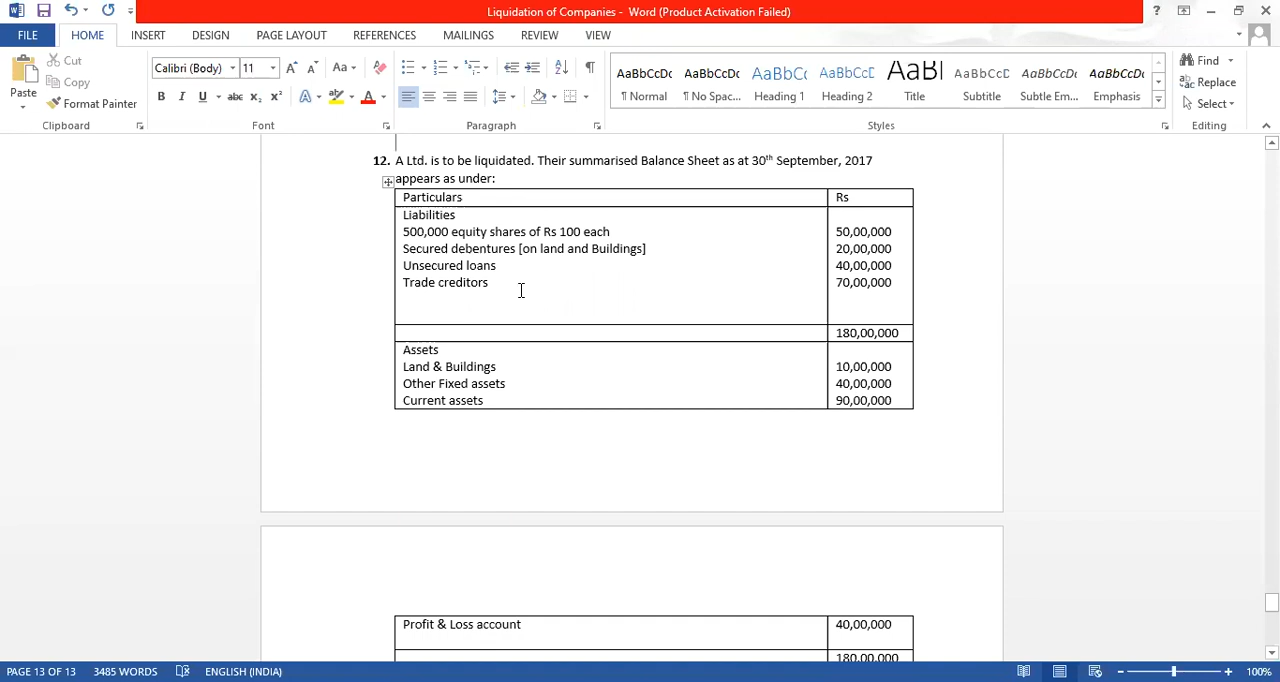 Liquidation of Companies - Word (Product Activation Failed)
FILE HOME INSERT DESIGN PAGE LAYOUT REFERENCES MAILINGS REVIEW VIEW
Cut
Copy
Format Painter
Paste
Clipboard
Calibri (Body) 11
Font
Paragraph
AaBbCcDc AaBbCcDc AaBbCc AaBbCcD AaBl AaBbCcD AaBbCcDc AaBbCcDc
¶ Normal ¶ No Spac... Heading 1 Heading 2 Title Subtitle Subtle Em... Emphasis
Styles
Find
Replace
Select
Editing
12. A Ltd. is to be liquidated. Their summarised Balance Sheet as at 30th September, 2017
appears as under:
Particulars Rs
Liabilities
500,000 equity shares of Rs 100 each 50,00,000
Secured debentures [on land and Buildings] 20,00,000
Unsecured loans 40,00,000
Trade creditors 70,00,000
180,00,000
Assets
Land & Buildings 10,00,000
Other Fixed assets 40,00,000
Current assets 90,00,000
Profit & Loss account 40,00,000
180,00,000
PAGE 13 OF 13 3485 WORDS ENGLISH (INDIA) 100%